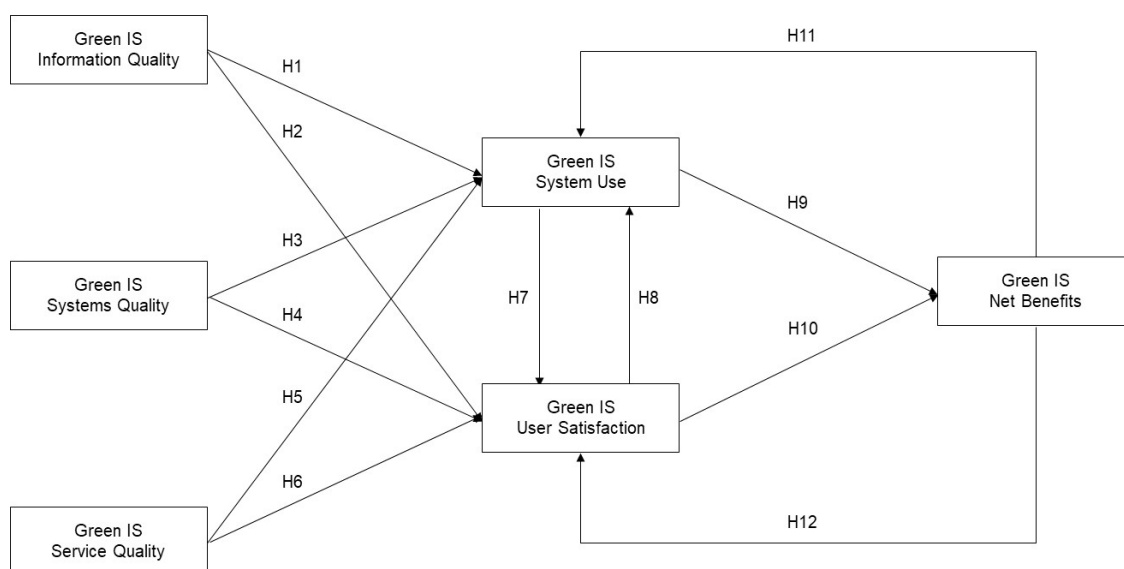 Green IS
Information Quality
H1
H2
H11
Green IS
System Use
H3
H9
Green IS
Systems Quality
H4
H7
H8
Green IS
Net Benefits
H10
H5
Green IS
User Satisfaction
H6
Green IS
Service Quality
H12